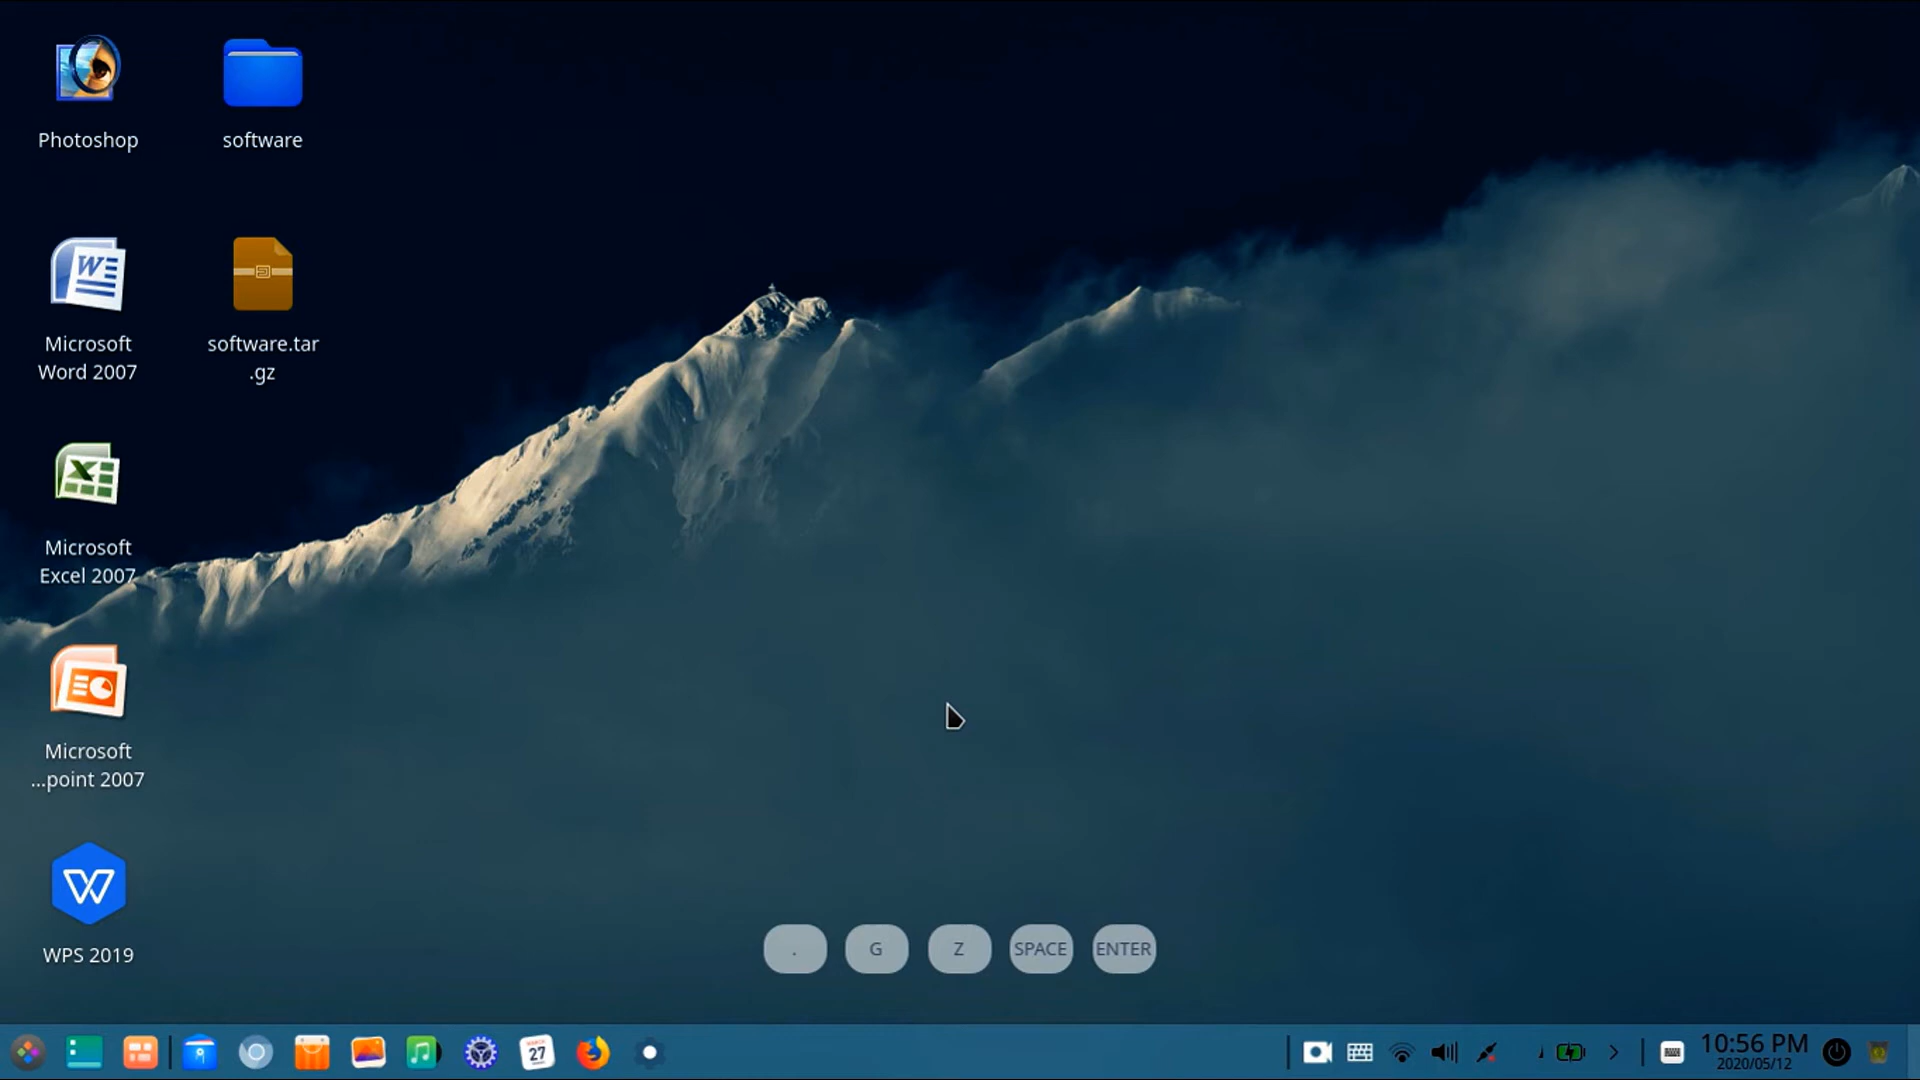 Photoshop
software
Microsoft
Word 2007
software.tar
.gz
Microsoft
Excel 2007
Microsoft
...point 2007
WPS 2019
.
G
Z
SPACE
ENTER
27
10:56 PM
2020/05/12